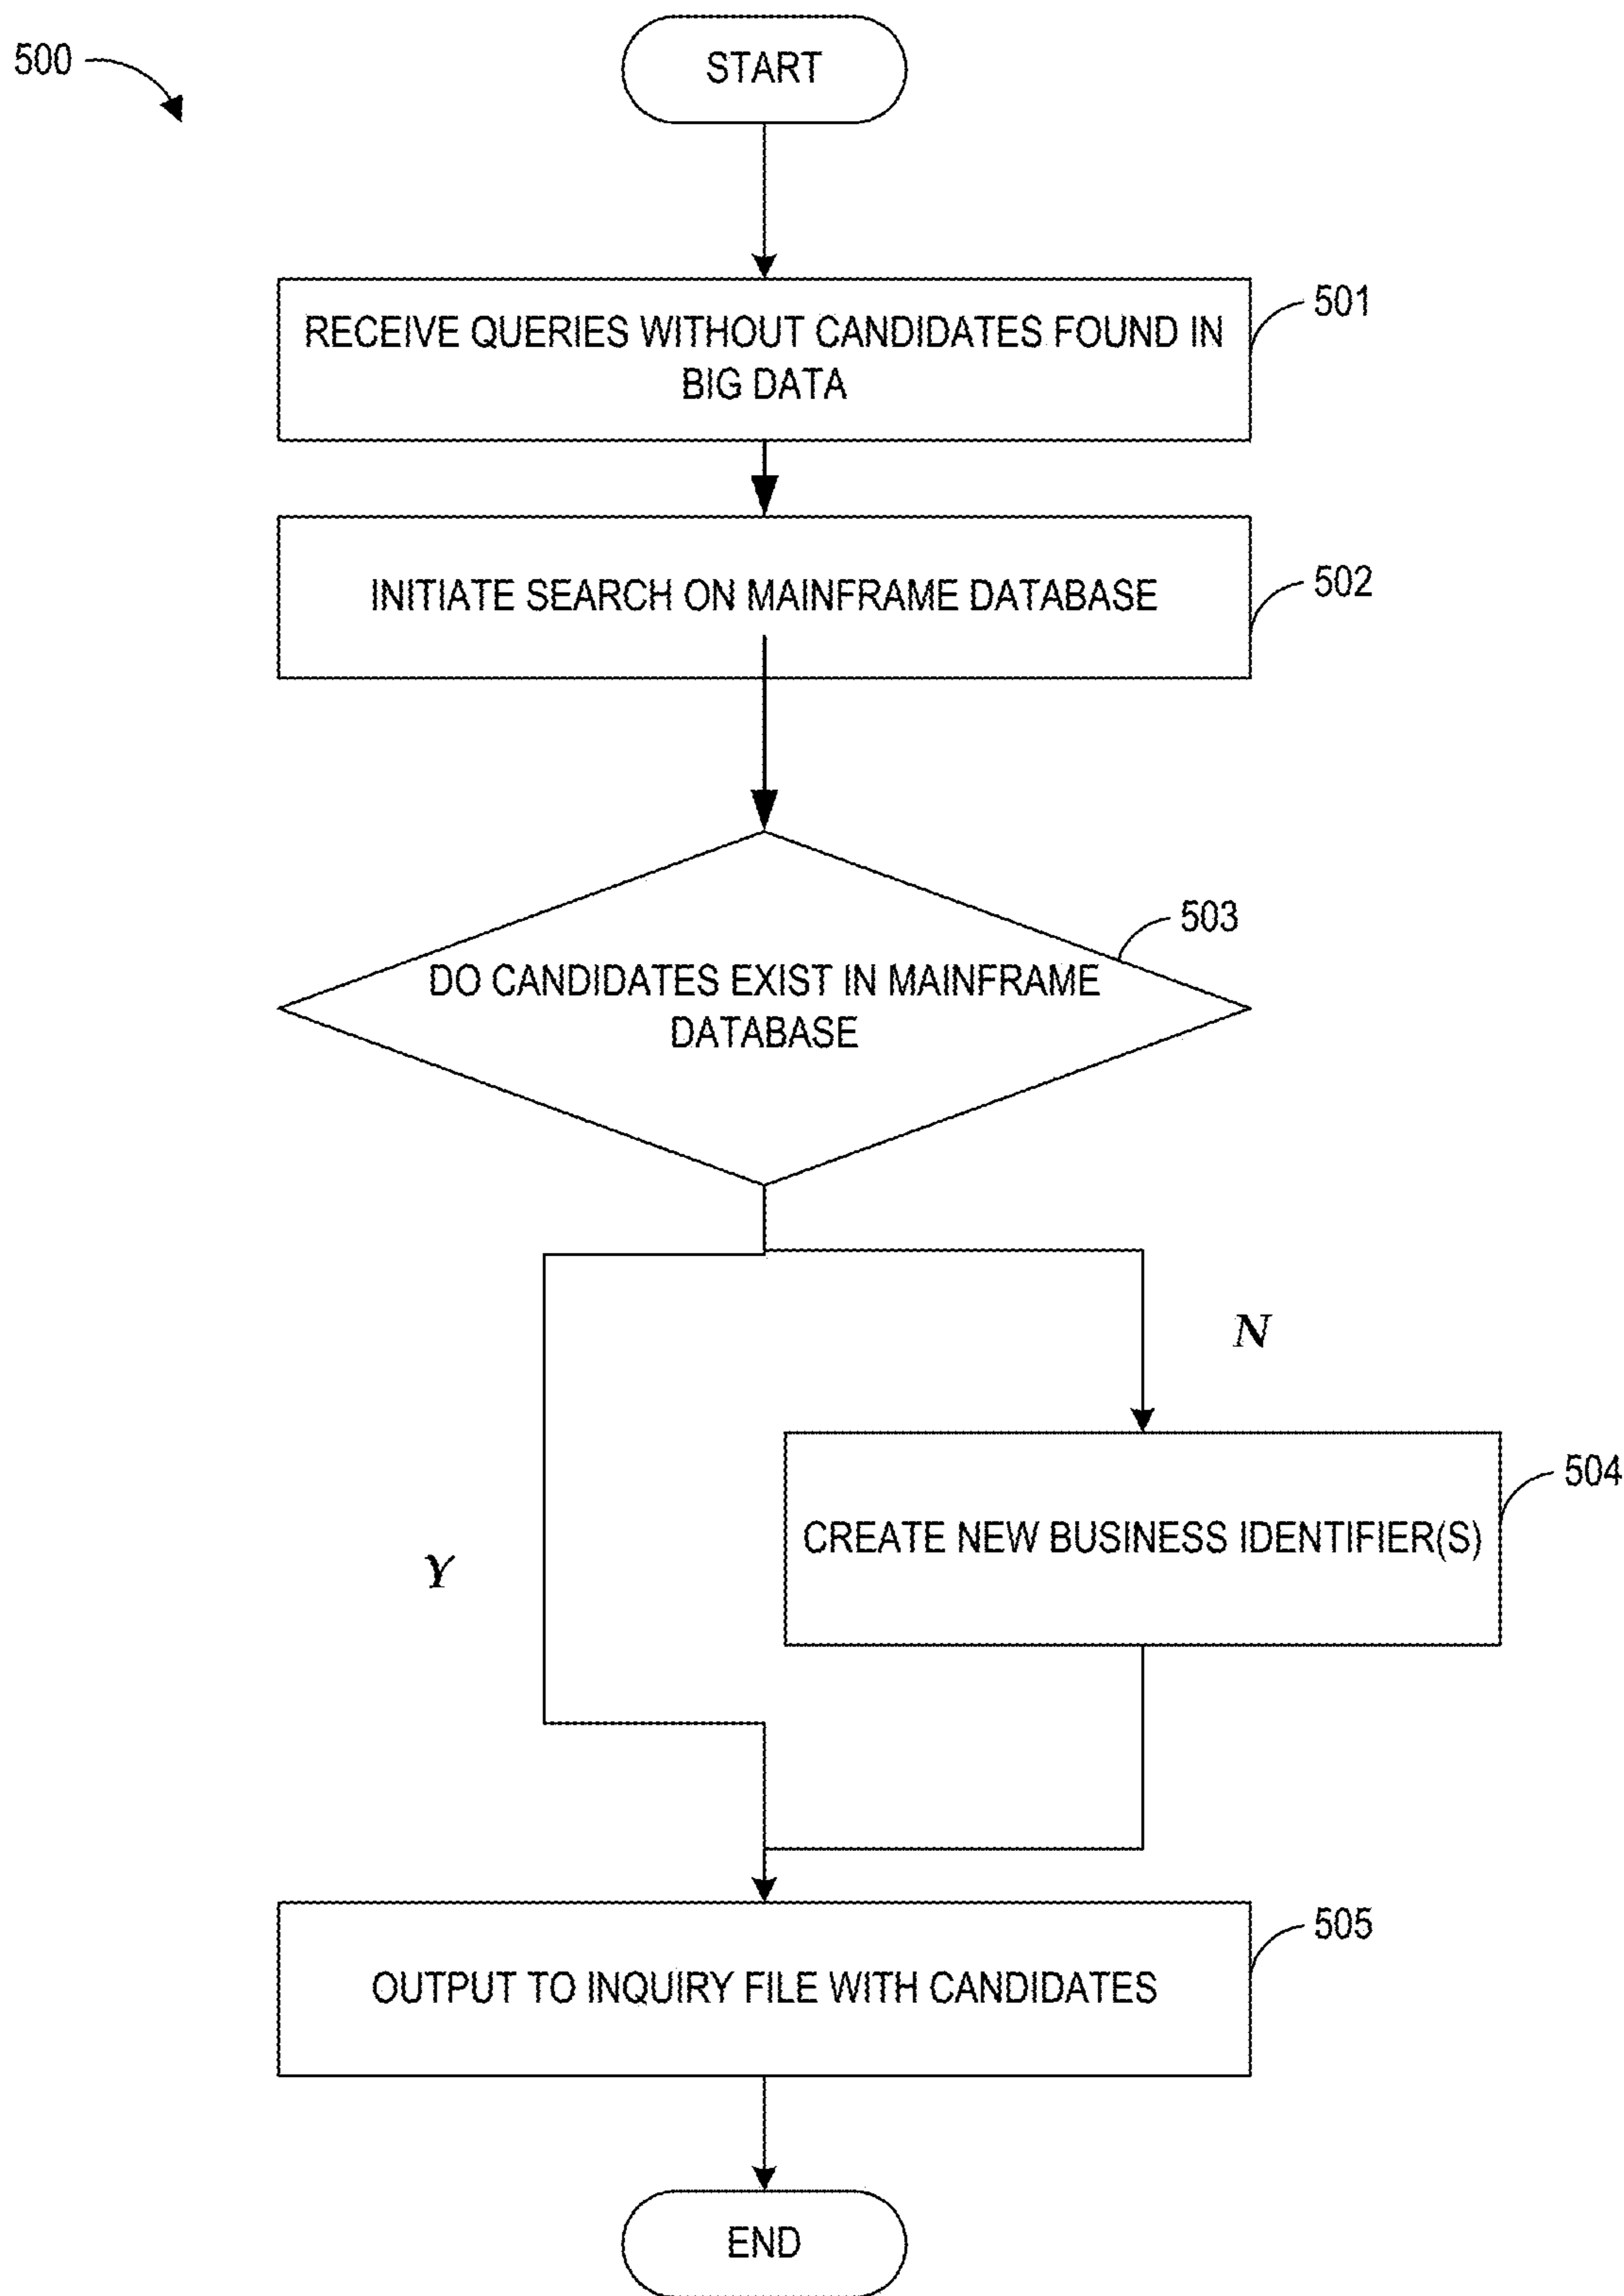 500
START
RECEIVE QUERIES WITHOUT CANDIDATES FOUND IN
BIG DATA
501
INITIATE SEARCH ON MAINFRAME DATABASE
502
503
DO CANDIDATES EXIST IN MAINFRAME
DATABASE
N
504
CREATE NEW BUSINESS IDENTIFIER(S)
Y
505
OUTPUT TO INQUIRY FILE WITH CANDIDATES
END